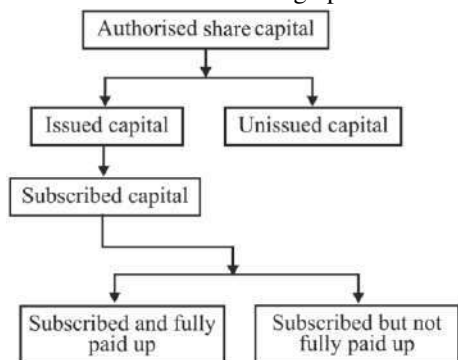 Authorised share capital
Issued capital
Unissued capital
Subscribed capital
Subscribed and fully
paid up
Subscribed but not
fully paid up